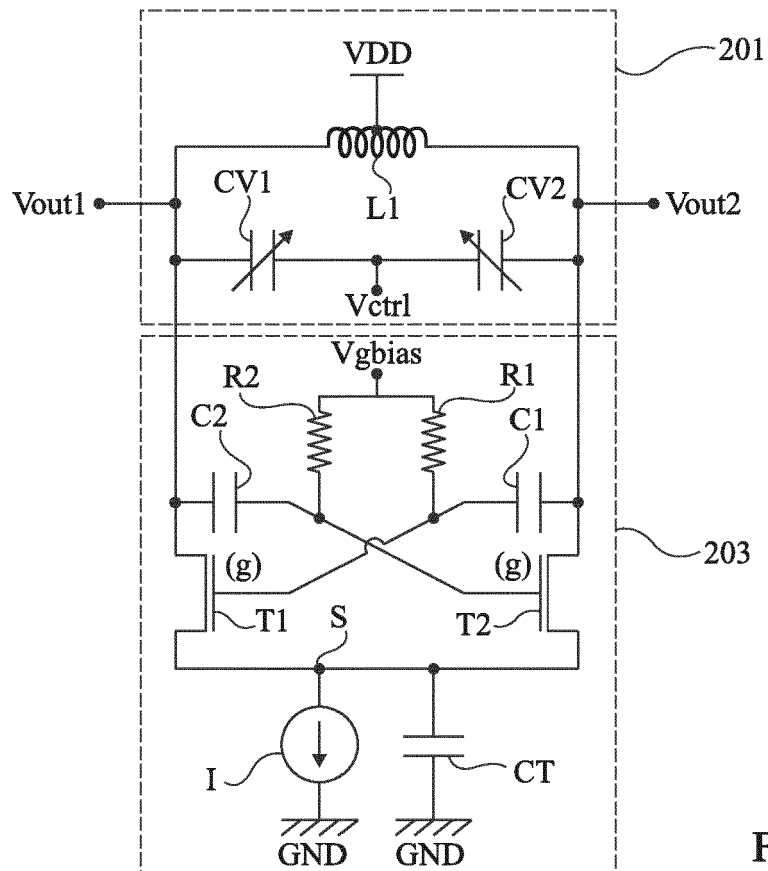 201
VDD
CV1
CV2
Vout1
L1
Vout2
Vctrl
Vgbias
R2
R1
C2
C1
203
(g)
(g)
T1
S
T2
I
CT
GND
GND
F